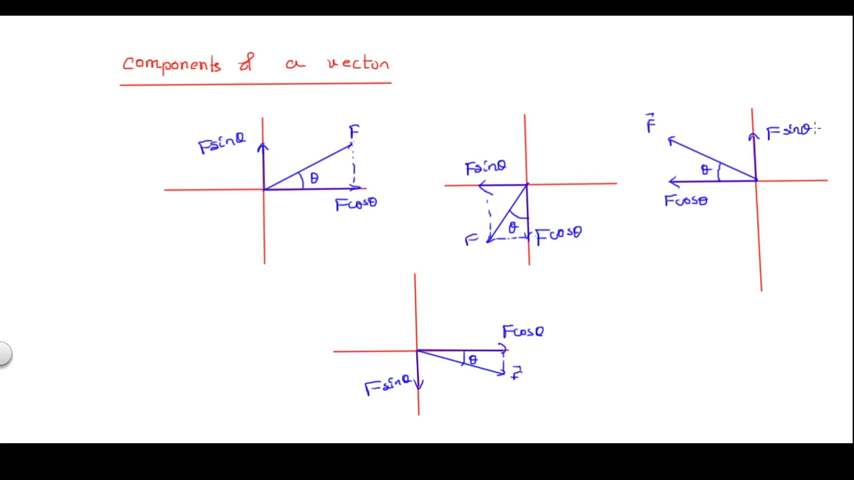 components of a vector
Fsinθ
F
θ
Fcosθ
Fsinθ
F
θ
Fcosθ
F⃗
Fsinθ
θ
Fcosθ
Fcosθ
θ
F⃗
Fsinθ